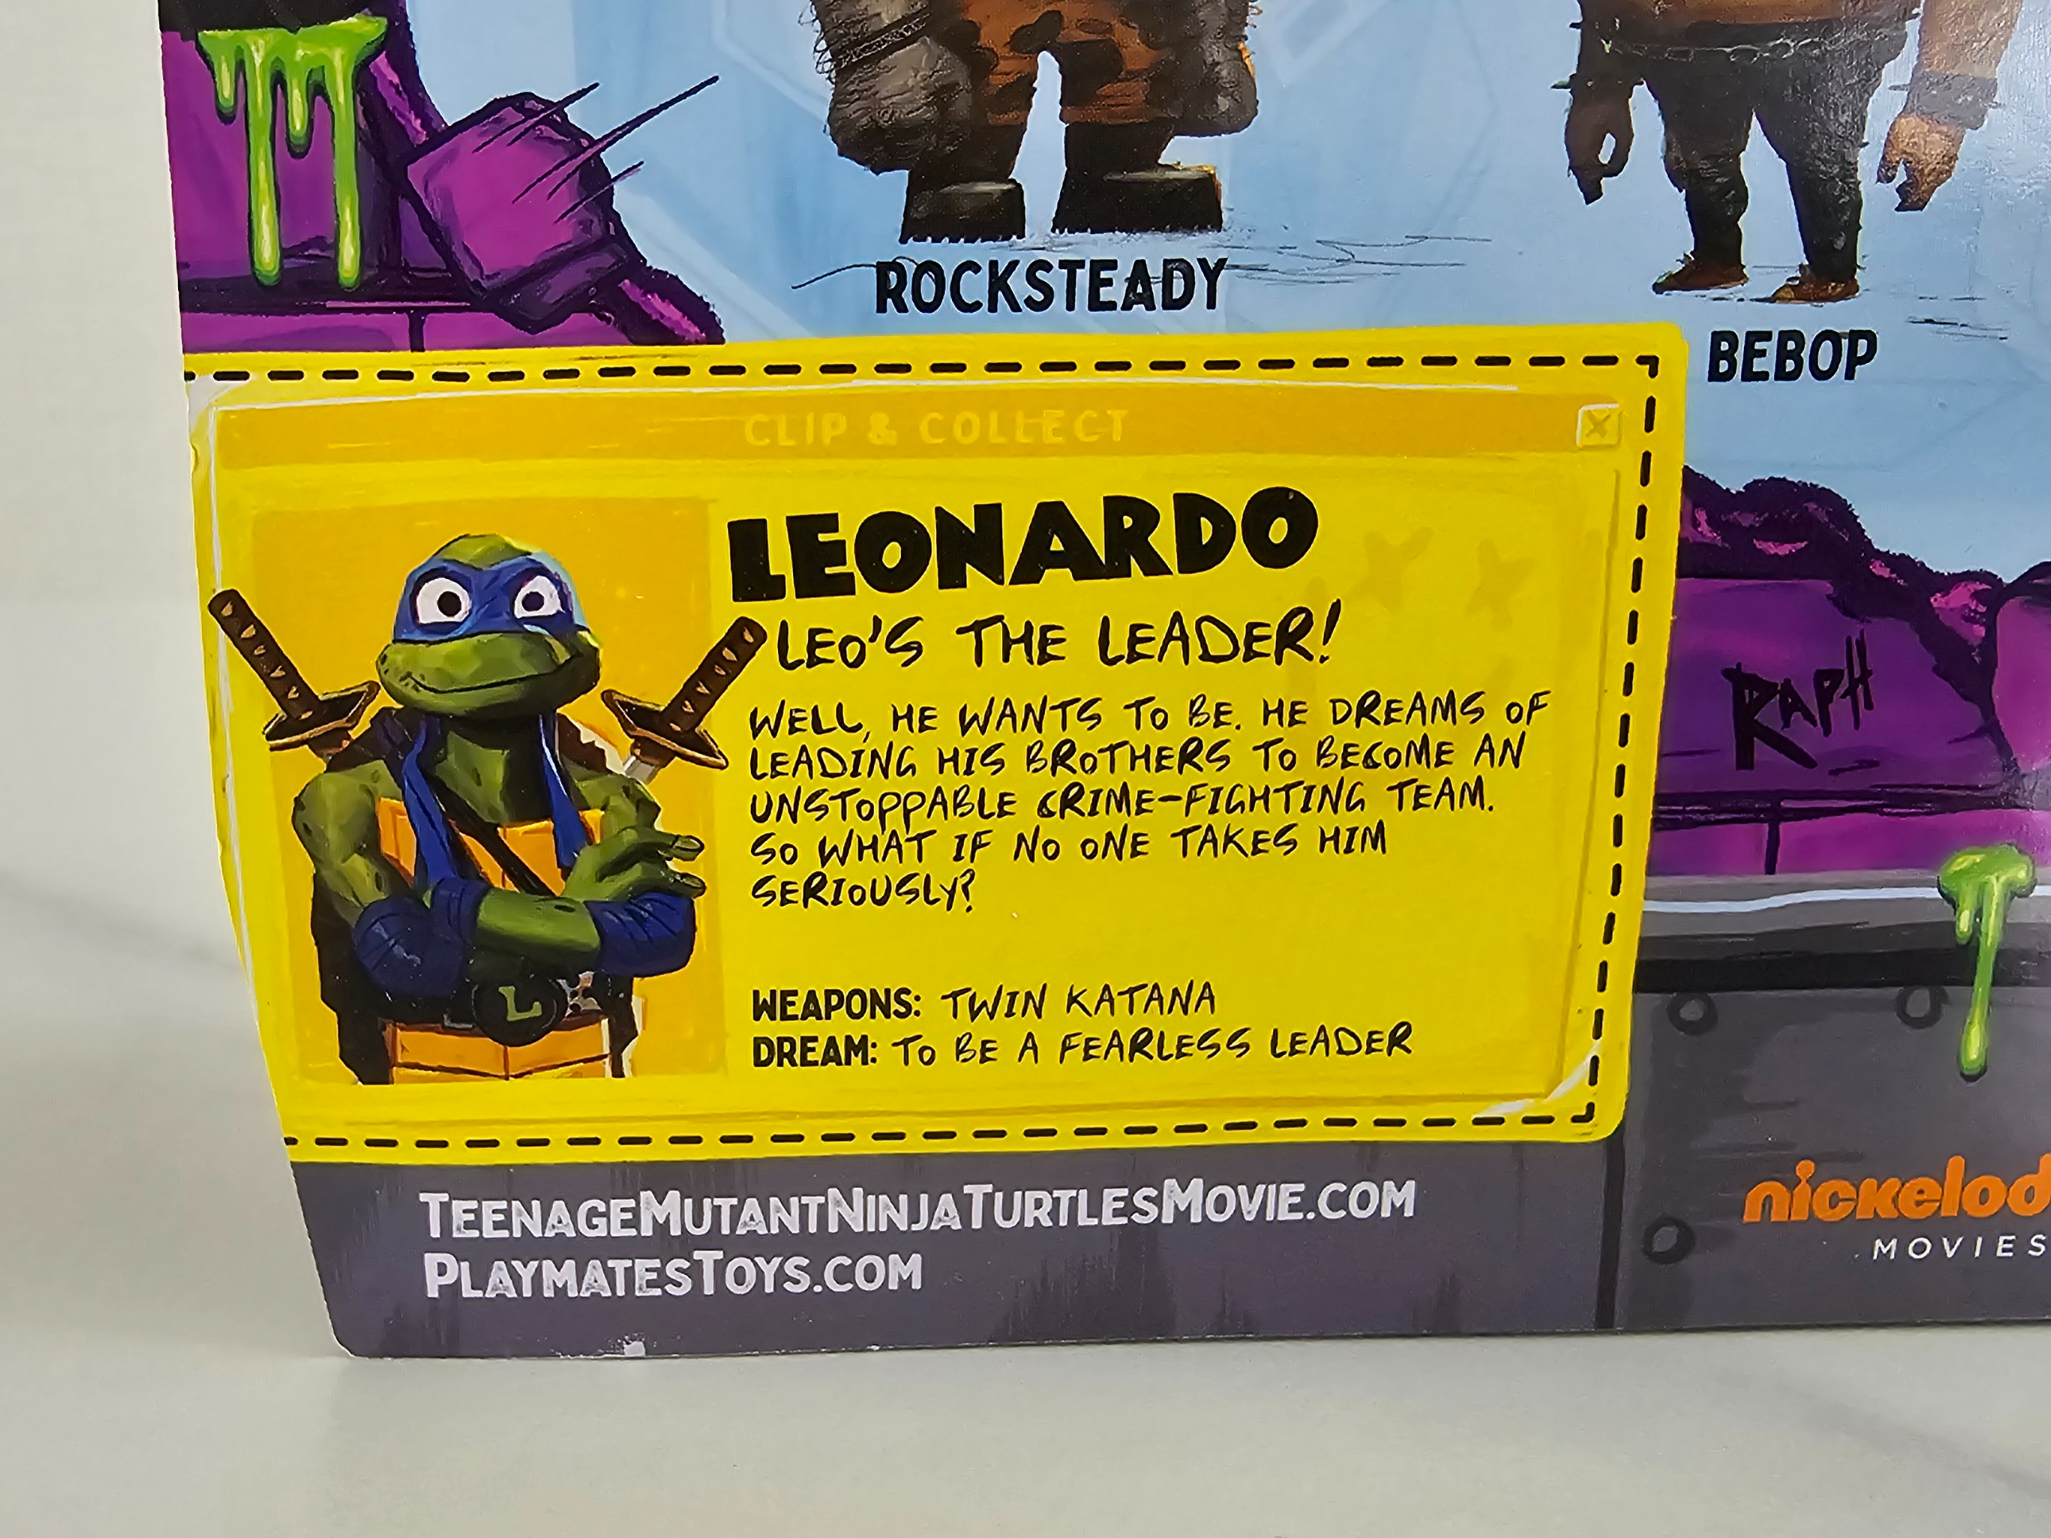 ROCKSTEADY
BEBOP
CLIP & COLLECT
LEONARDO
LEO'S THE LEADER!
WELL, HE WANTS TO BE. HE DREAMS OF
LEADING HIS BROTHERS TO BECOME AN
UNSTOPPABLE CRIME-FIGHTING TEAM.
SO WHAT IF NO ONE TAKES HIM
SERIOUSLY?
WEAPONS: TWIN KATANA
DREAM: TO BE A FEARLESS LEADER
L
RAPH
TEENAGEMUTANTNINJATURTLESMOVIE.COM
PLAYMATESTOYS.COM
nickelod
MOVIES